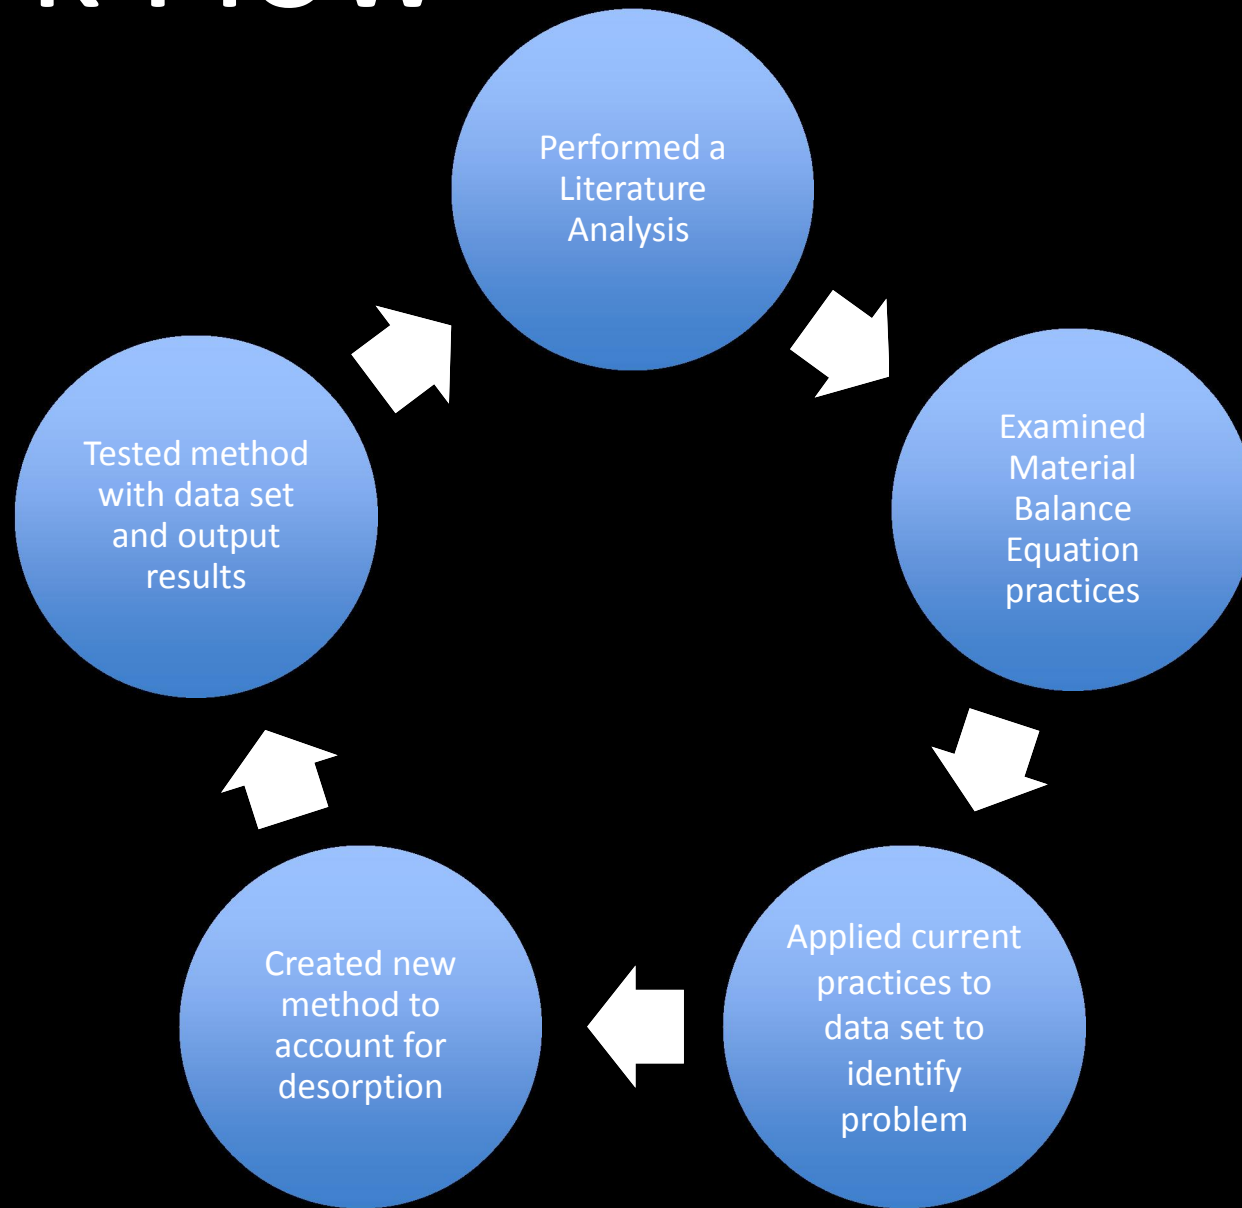 Performed a
Literature
Analysis
Examined
Material
Balance
Equation
practices
Applied current
practices to
data set to
identify
problem
Created new
method to
account for
desorption
Tested method
with data set
and output
results